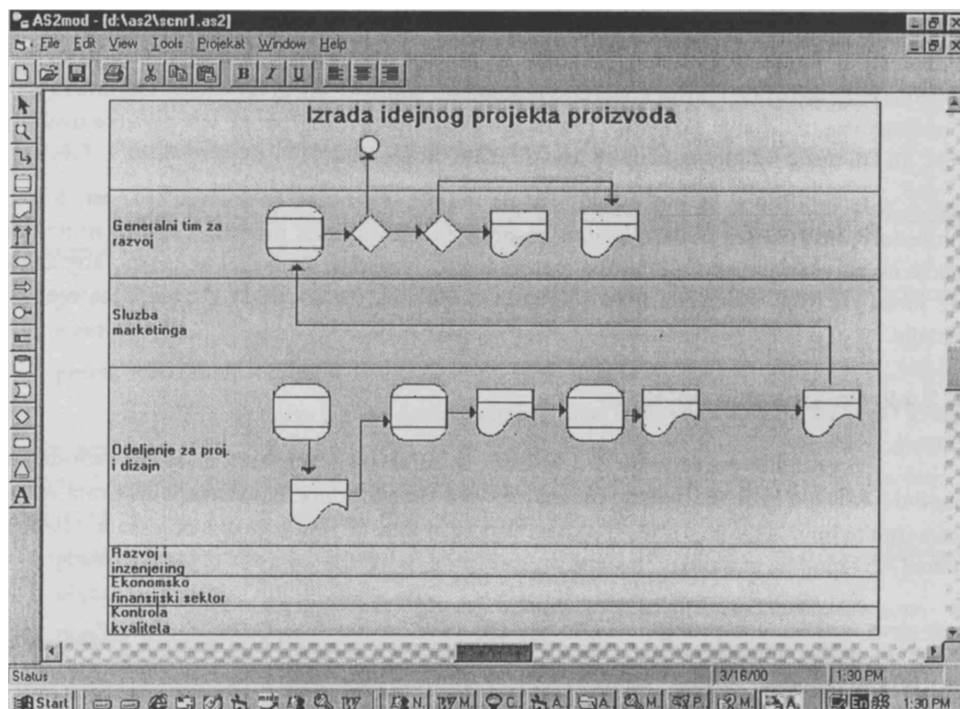 AS2mod - [d:\as2\scnr1.as2]
File Edit View Tools Projekat Window Help
B I U
Izrada idejnog projekta proizvoda
Generalni tim za
razvoj
Sluzba
marketinga
Odeljenje za proj.
i dizajn
Razvoj i
inzenjering
Ekonomsko
finansijski sektor
Kontrola
kvaliteta
A
Status 3/16/00 1:30 PM
Start N. M. C. A. A. M. P. M. A. 1:30 PM